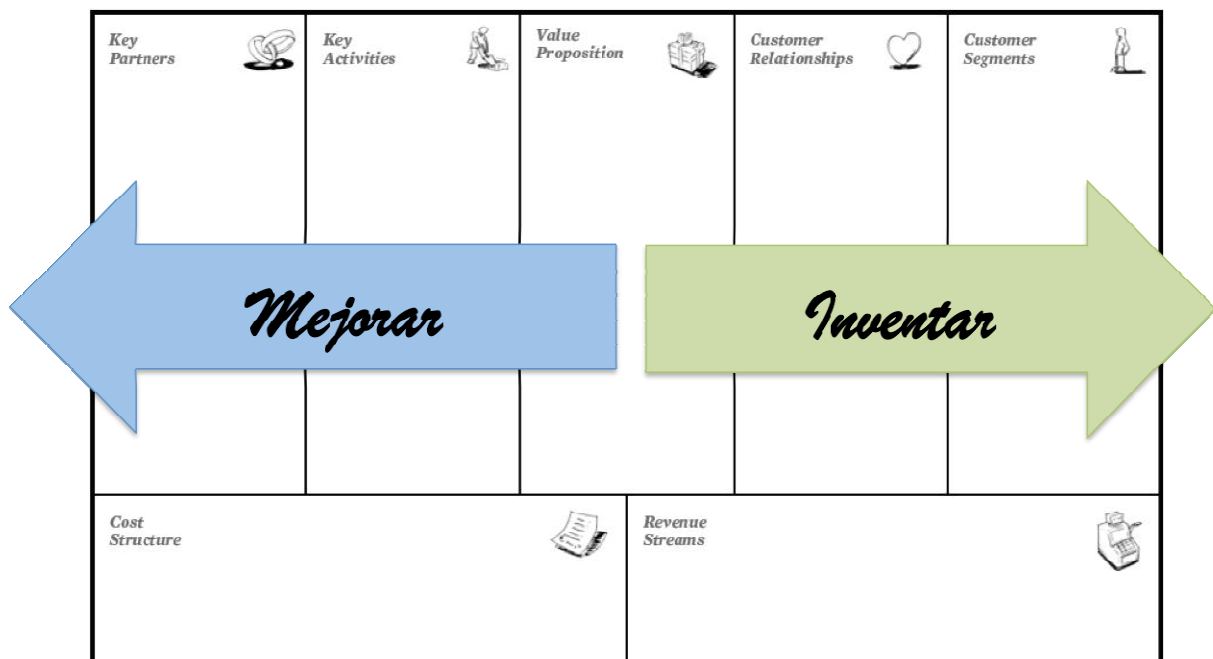 Key
Partners
Key
Activities
Value
Proposition
Customer
Relationships
Customer
Segments
Mejorar
Inventar
Cost
Structure
Revenue
Streams